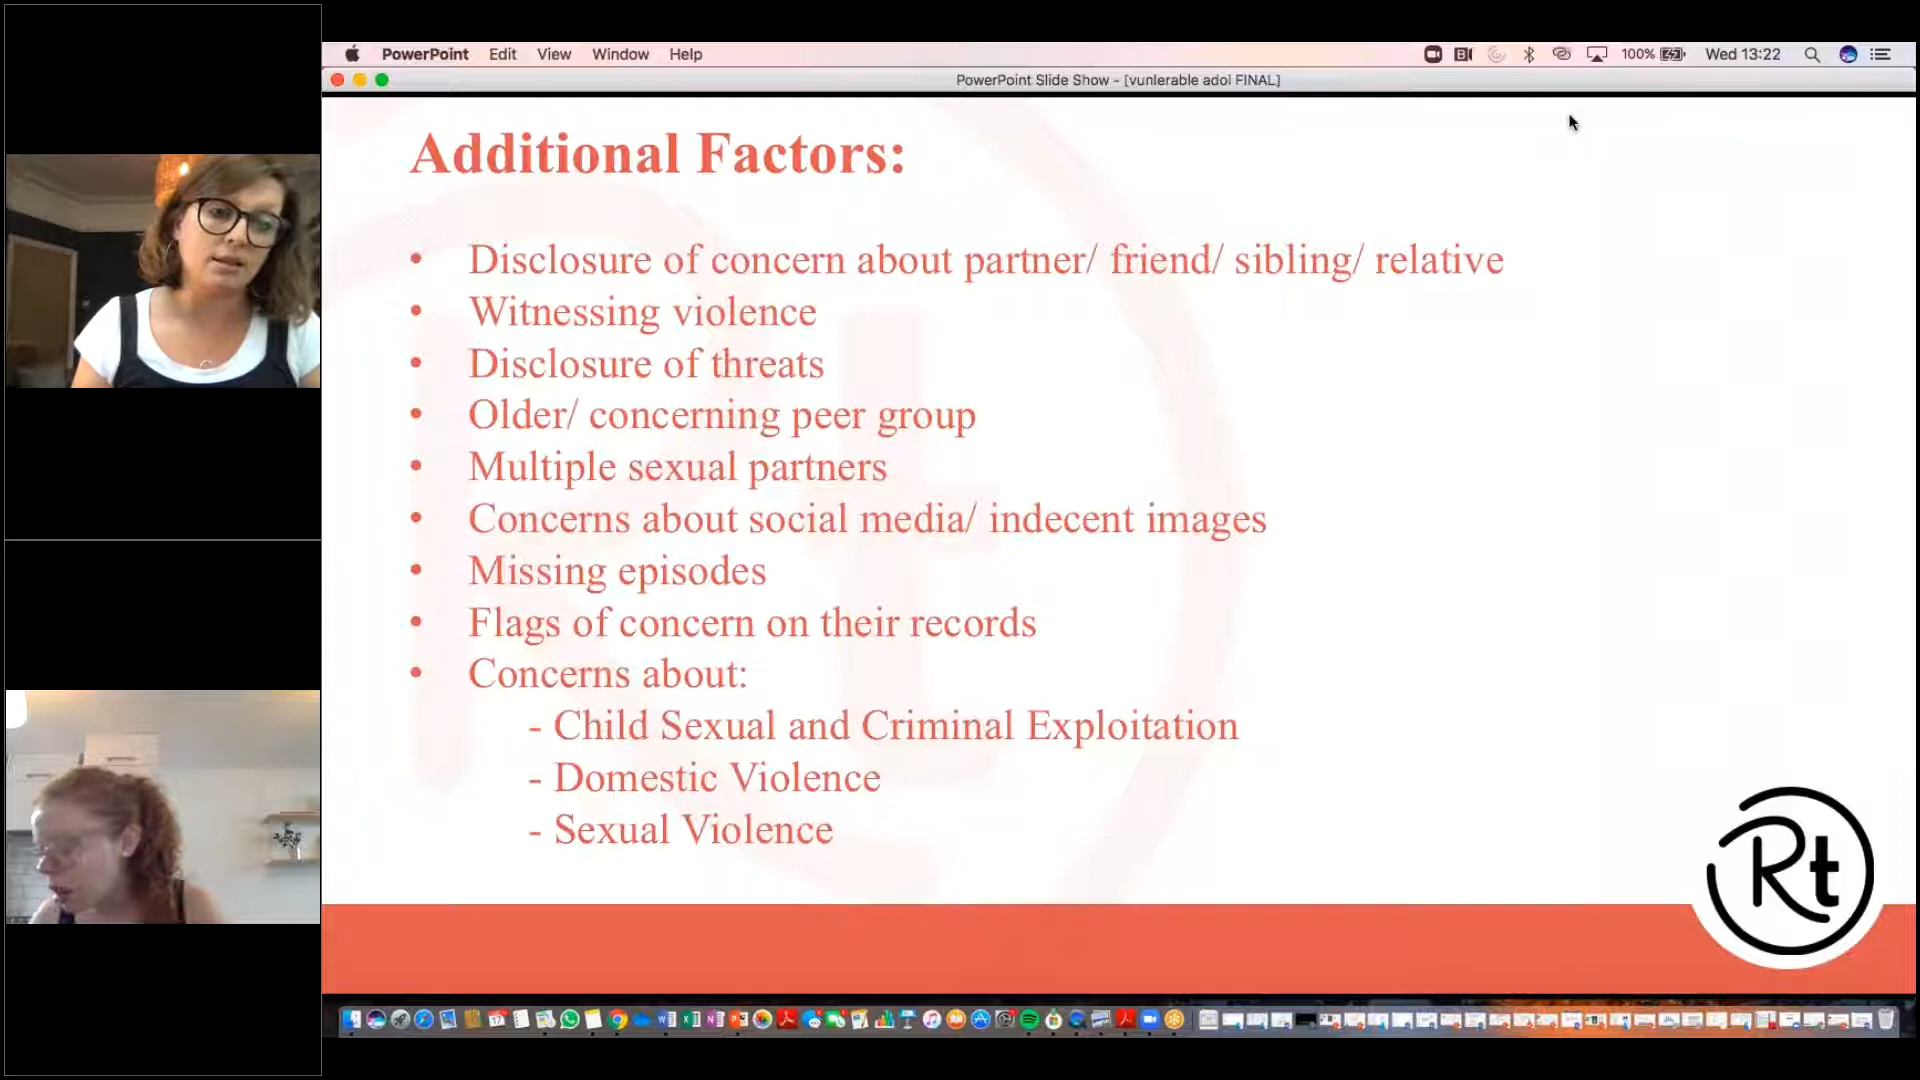 PowerPoint Edit View Window Help 100% Wed 13:22
PowerPoint Slide Show - [vunlerable adol FINAL]
Additional Factors:
• Disclosure of concern about partner/ friend/ sibling/ relative
• Witnessing violence
• Disclosure of threats
• Older/ concerning peer group
• Multiple sexual partners
• Concerns about social media/ indecent images
• Missing episodes
• Flags of concern on their records
• Concerns about:
- Child Sexual and Criminal Exploitation
- Domestic Violence
- Sexual Violence
Rt